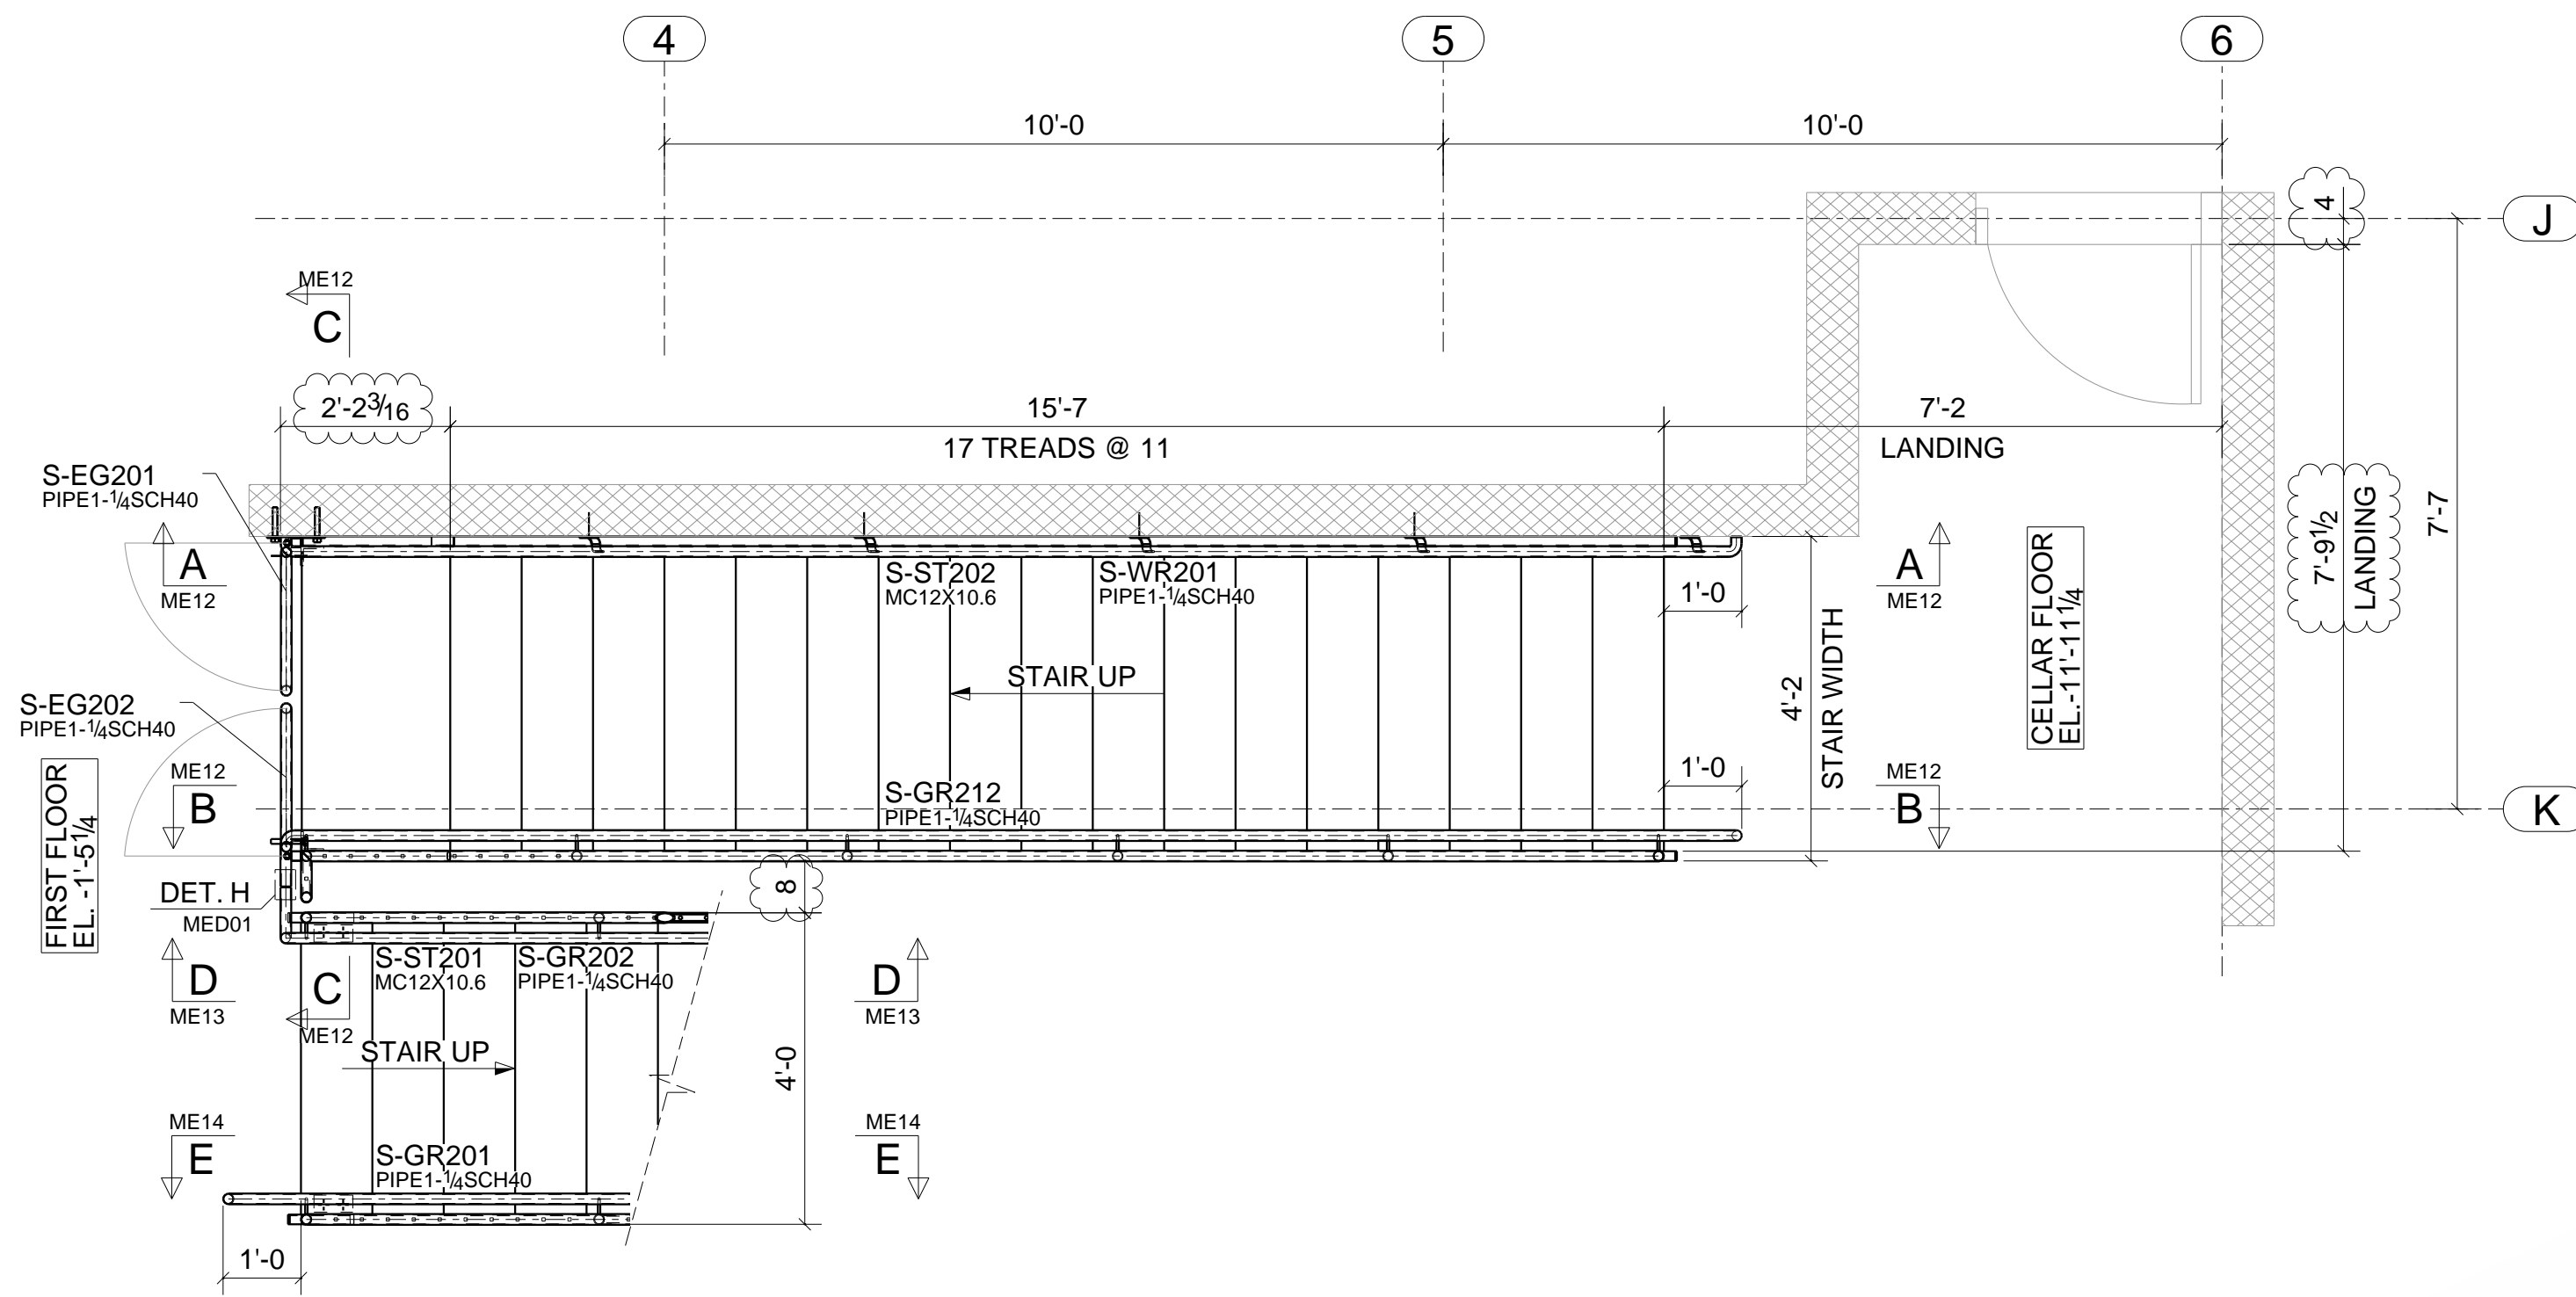 4
5
6
10'-0
10'-0
4
J
ME12
C
2'-2 3/16
15'-7
17 TREADS @ 11
7'-2
LANDING
S-EG201
PIPE1-1/4SCH40
7'-9 1/2
LANDING
7'-7
A
ME12
S-ST202
MC12X10.6
S-WR201
PIPE1-1/4SCH40
1'-0
A
ME12
CELLAR FLOOR
EL.-11'-11 1/4
STAIR UP
4'-2
STAIR WIDTH
S-EG202
PIPE1-1/4SCH40
FIRST FLOOR
EL. -1'-5 1/4
ME12
B
S-GR212
PIPE1-1/4SCH40
1'-0
ME12
B
K
DET. H
MED01
8
S-ST201
MC12X10.6
S-GR202
PIPE1-1/4SCH40
D
ME13
C
ME12
D
ME13
STAIR UP
4'-0
ME14
E
S-GR201
PIPE1-1/4SCH40
ME14
E
1'-0